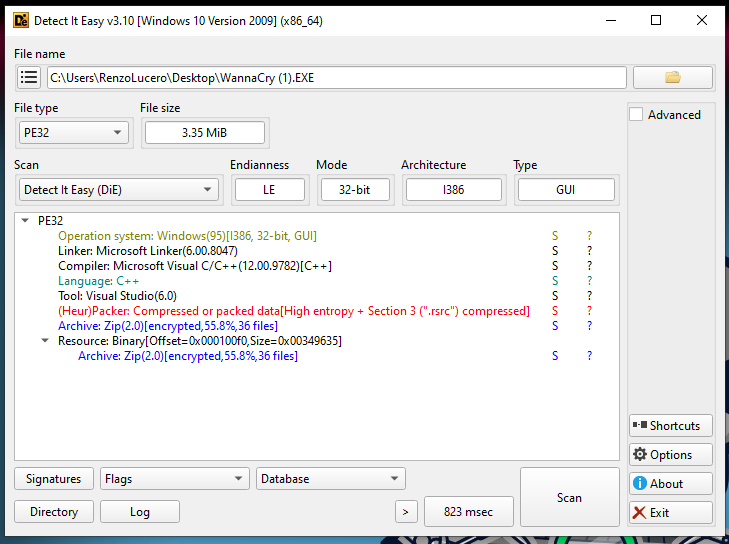 Detect It Easy v3.10 [Windows 10 Version 2009] (x86_64)
File name
C:\Users\RenzoLucero\Desktop\WannaCry (1).EXE
File type File size
Advanced
PE32 3.35 MiB
Scan Endianness Mode Architecture Type
Detect It Easy (DiE) LE 32-bit I386 GUI
PE32
Operation system: Windows(95)[I386, 32-bit, GUI] S ?
Linker: Microsoft Linker(6.00.8047) S ?
Compiler: Microsoft Visual C/C++(12.00.9782)[C++] S ?
Language: C++ S ?
Tool: Visual Studio(6.0) S ?
(Heur)Packer: Compressed or packed data[High entropy + Section 3 (".rsrc") compressed] S ?
Archive: Zip(2.0)[encrypted,55.8%,36 files] S ?
Resource: Binary[Offset=0x000100f0,Size=0x00349635]
Archive: Zip(2.0)[encrypted,55.8%,36 files] S ?
Shortcuts
Options
About
Exit
Signatures Flags Database Scan
Directory Log > 823 msec